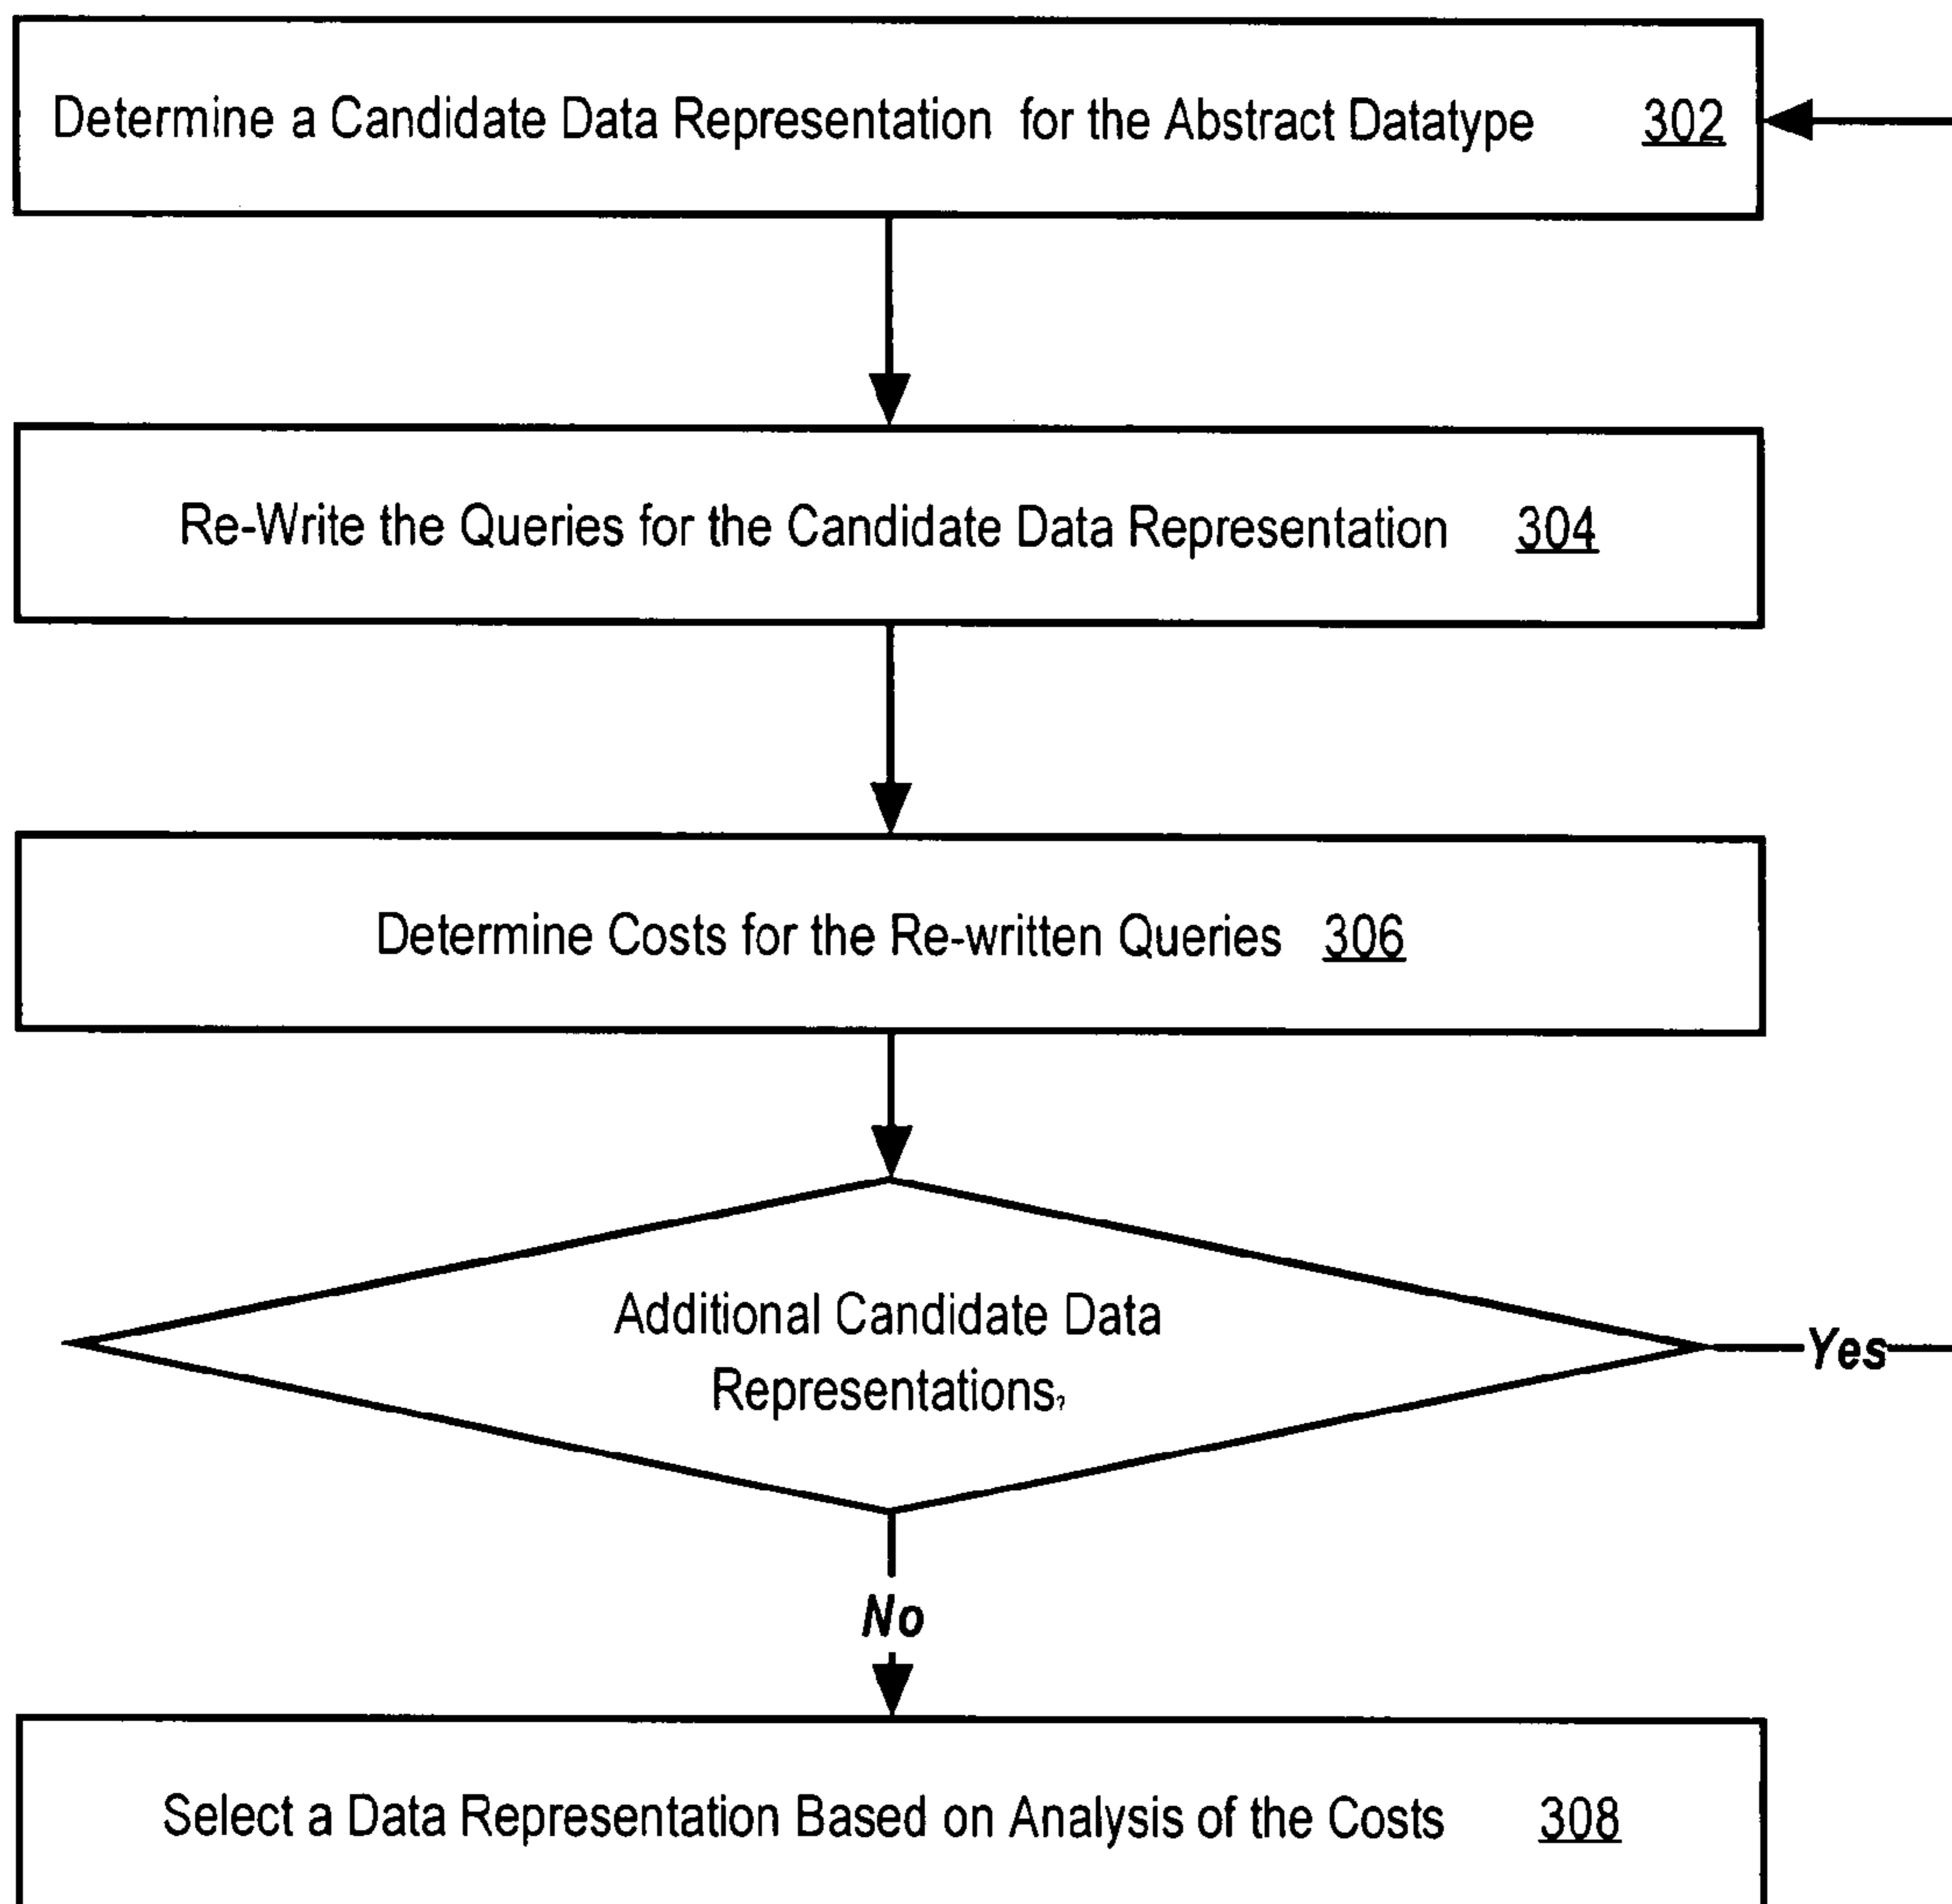 Determine a Candidate Data Representation for the Abstract Datatype 302
Re-Write the Queries for the Candidate Data Representation 304
Determine Costs for the Re-written Queries 306
Additional Candidate Data
Representations?
Yes
No
Select a Data Representation Based on Analysis of the Costs 308